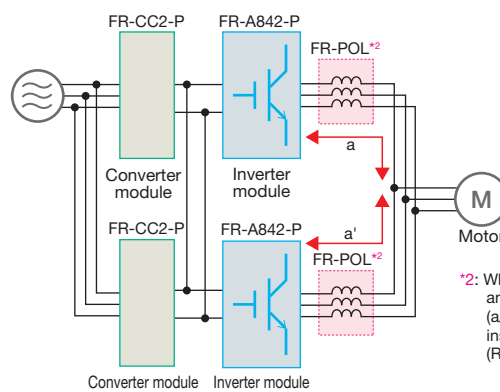 FR-CC2-P
FR-A842-P
FR-POL*2
a
Converter
module
Inverter
module
FR-CC2-P
FR-A842-P
a'
M
Motor
FR-POL*2
*2:
(a
(R
Converter module
Inverter module